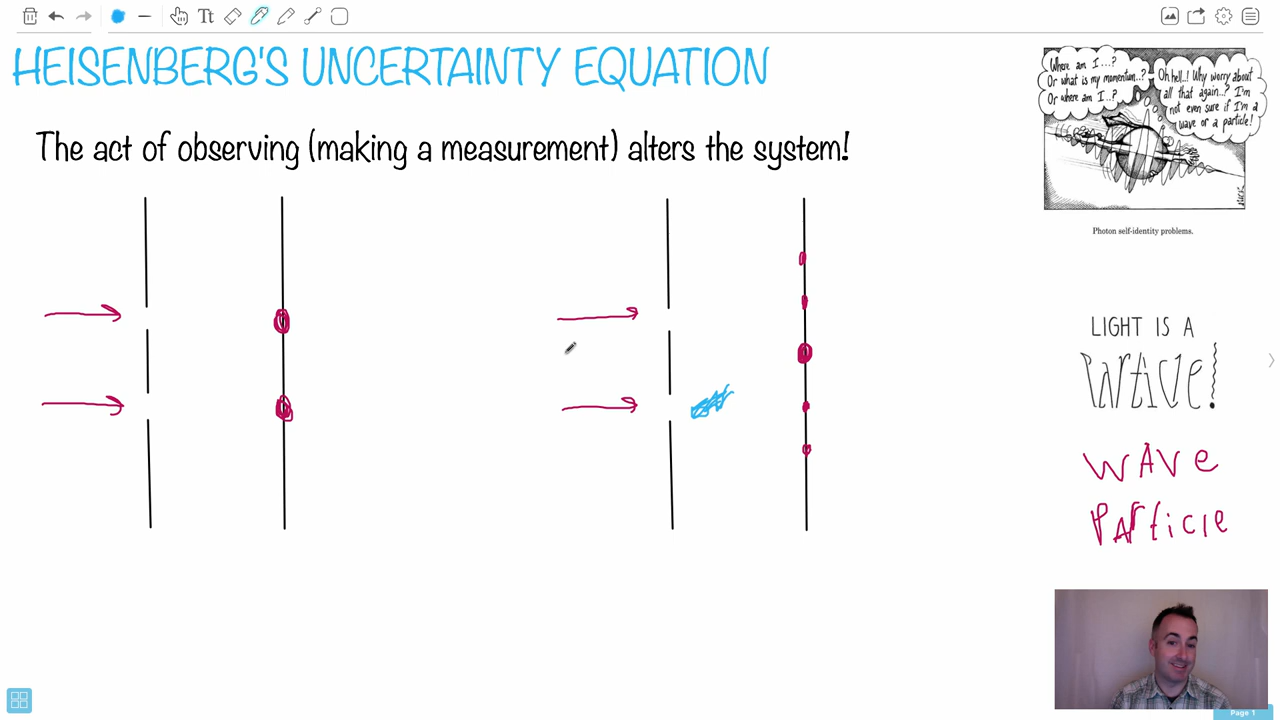 Tt
HEISENBERG'S UNCERTAINTY EQUATION
The act of observing (making a measurement) alters the system!
Where am I...?
Or what is my momentum..?
Or where am I..?
Oh hell..! Why worry about
all that again..? I'm
not even sure if I'm a
wave or a particle!
Photon self-identity problems.
LIGHT IS A
Particle!
WAVe
PARticle
Page 1